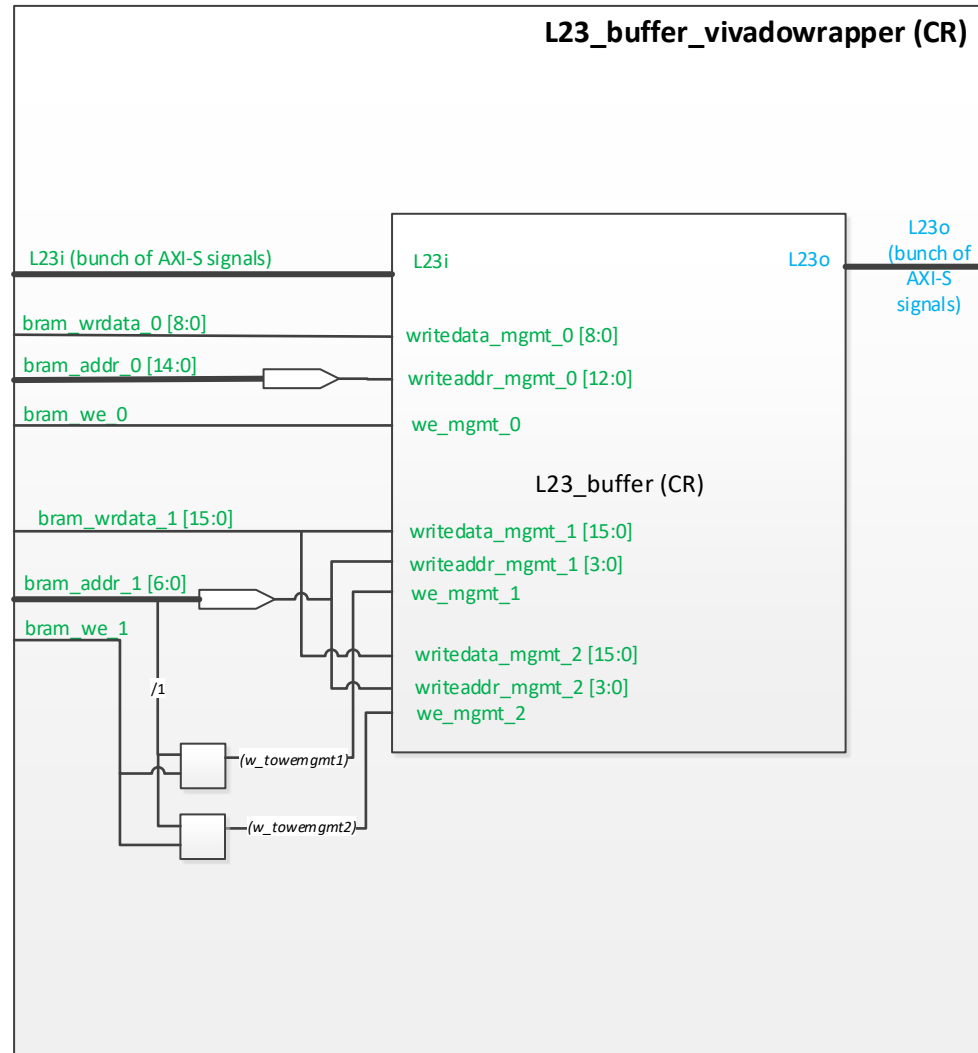 L23_buffer_vivadowrapper (CR)
L23o
(bunch of
AXI-S
signals)
L23i (bunch of AXI-S signals)
L23i
L23o
bram_wrdata_0 [8:0]
writedata_mgmt_0 [8:0]
bram_addr_0 [14:0]
writeaddr_mgmt_0 [12:0]
bram_we_0
we_mgmt_0
L23_buffer (CR)
bram_wrdata_1 [15:0]
writedata_mgmt_1 [15:0]
writeaddr_mgmt_1 [3:0]
bram_addr_1 [6:0]
we_mgmt_1
bram_we_1
writedata_mgmt_2 [15:0]
/1
writeaddr_mgmt_2 [3:0]
we_mgmt_2
(w_towemgmt1)
(w_towemgmt2)